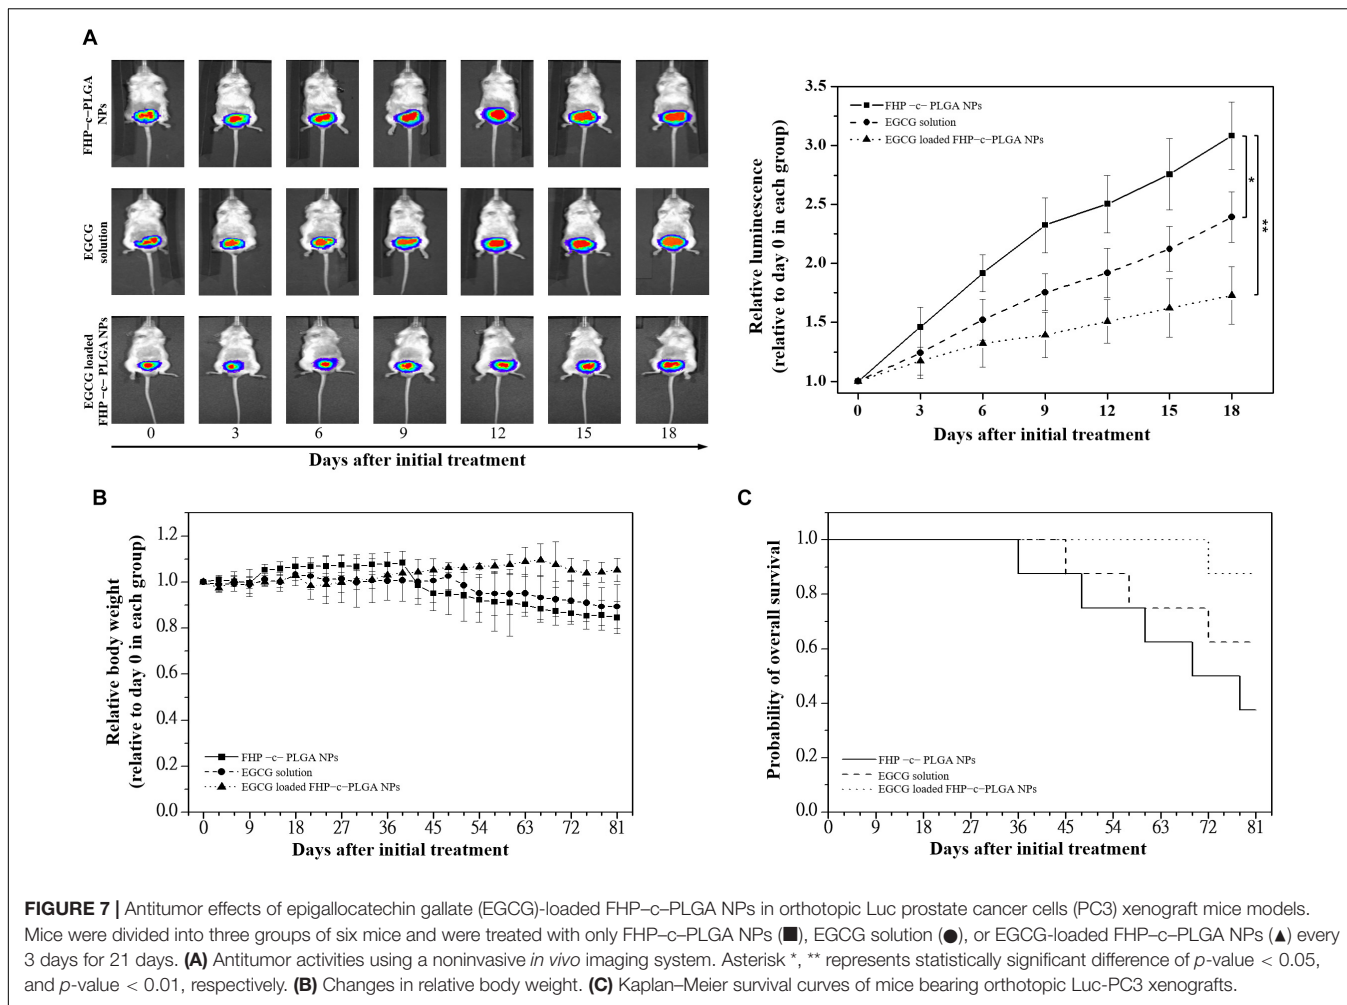 A
FHP–c–PLGA
NPs
EGCG
solution
EGCG loaded
FHP –c– PLGA NPs
0 3 6 9 12 15 18
Days after initial treatment
3.5
3.0
2.5
2.0
1.5
1.0
Relative luminescence
(relative to day 0 in each group)
FHP –c– PLGA NPs
EGCG solution
EGCG loaded FHP–c–PLGA NPs
*
**
0 3 6 9 12 15 18
Days after initial treatment
B
1.2
1.0
0.8
0.6
0.4
0.2
0.0
Relative body weight
(relative to day 0 in each group)
FHP –c– PLGA NPs
EGCG solution
EGCG loaded FHP–c–PLGA NPs
0 9 18 27 36 45 54 63 72 81
Days after initial treatment
C
1.0
0.8
0.6
0.4
0.2
0.0
Probability of overall survival
FHP –c– PLGA NPs
EGCG solution
EGCG loaded FHP–c–PLGA NPs
0 9 18 27 36 45 54 63 72 81
Days after initial treatment
FIGURE 7 | Antitumor effects of epigallocatechin gallate (EGCG)-loaded FHP–c–PLGA NPs in orthotopic Luc prostate cancer cells (PC3) xenograft mice models.
Mice were divided into three groups of six mice and were treated with only FHP–c–PLGA NPs (■), EGCG solution (●), or EGCG-loaded FHP–c–PLGA NPs (▲) every
3 days for 21 days. (A) Antitumor activities using a noninvasive in vivo imaging system. Asterisk *, ** represents statistically significant difference of p-value < 0.05,
and p-value < 0.01, respectively. (B) Changes in relative body weight. (C) Kaplan–Meier survival curves of mice bearing orthotopic Luc-PC3 xenografts.